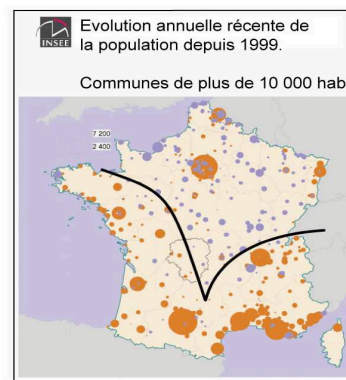 INSEE
Evolution annuelle récente de
la population depuis 1999.
Communes de plus de 10 000 hab
7 200
2 400